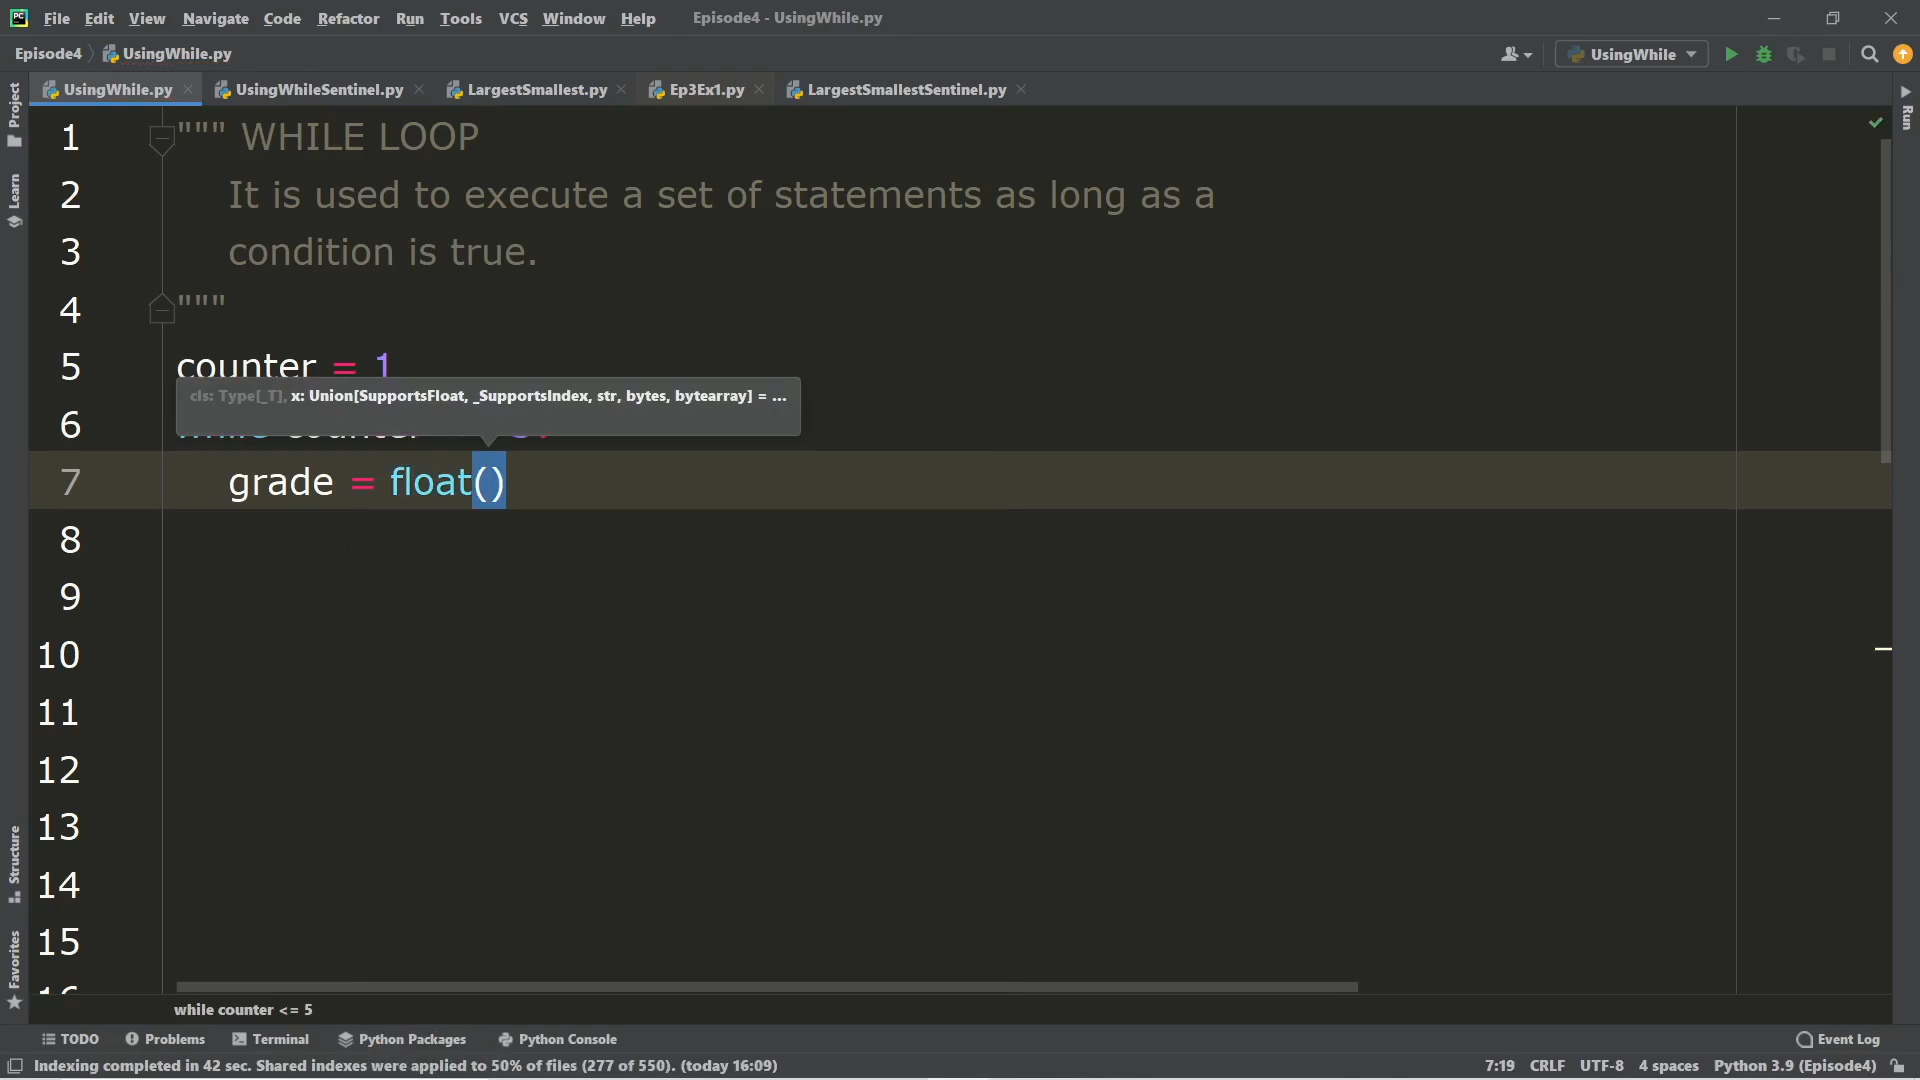 File Edit View Navigate Code Refactor Run Tools VCS Window Help Episode4 - UsingWhile.py
Episode4 UsingWhile.py UsingWhile
UsingWhile.py UsingWhileSentinel.py LargestSmallest.py Ep3Ex1.py LargestSmallestSentinel.py
Project
Learn
Structure
Favorites
Run
1 """ WHILE LOOP
2 It is used to execute a set of statements as long as a
3 condition is true.
4 """
5 counter = 1
cls: Type[_T], x: Union[SupportsFloat, _SupportsIndex, str, bytes, bytearray] = ...
6
7 grade = float()
8
9
10
11
12
13
14
15
while counter <= 5
TODO Problems Terminal Python Packages Python Console Event Log
Indexing completed in 42 sec. Shared indexes were applied to 50% of files (277 of 550). (today 16:09) 7:19 CRLF UTF-8 4 spaces Python 3.9 (Episode4)